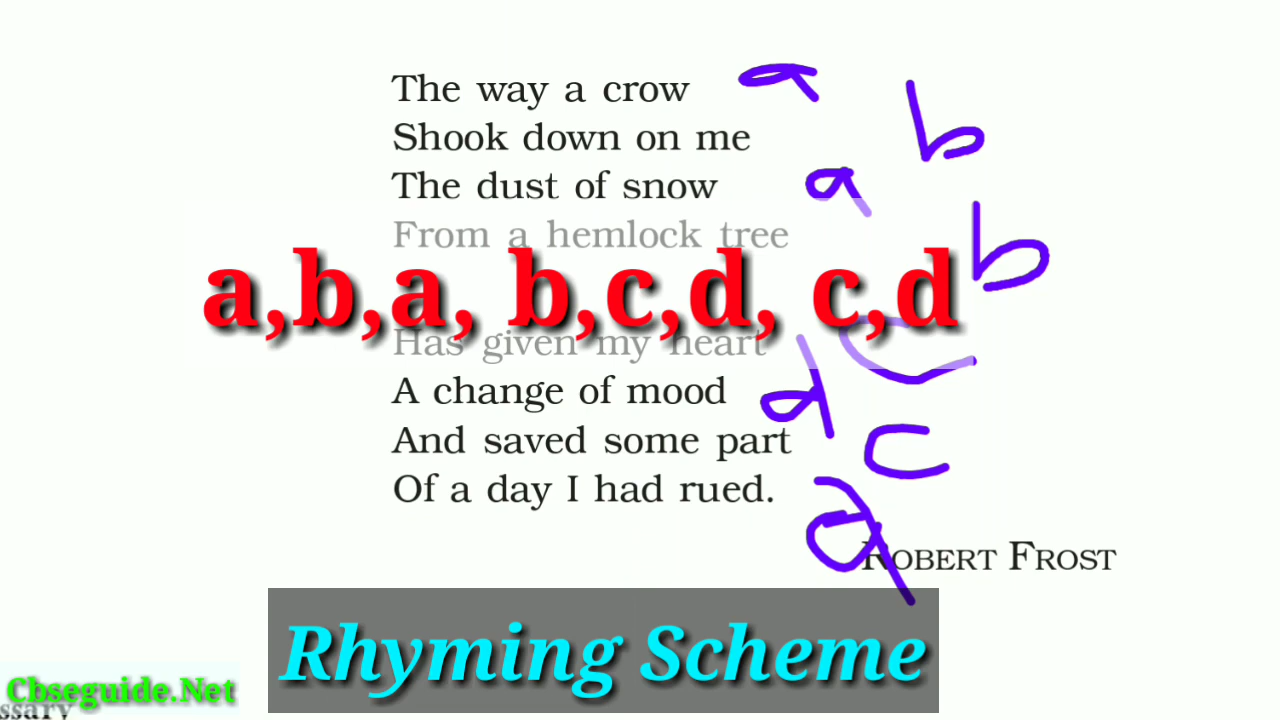 The way a crow a
Shook down on me b
The dust of snow a
From a hemlock tree b
a,b,a, b,c,d, c,d
Has given my heart c
A change of mood d
And saved some part c
Of a day I had rued. d
ROBERT FROST
Rhyming Scheme
Cbseguide.Net
ssary